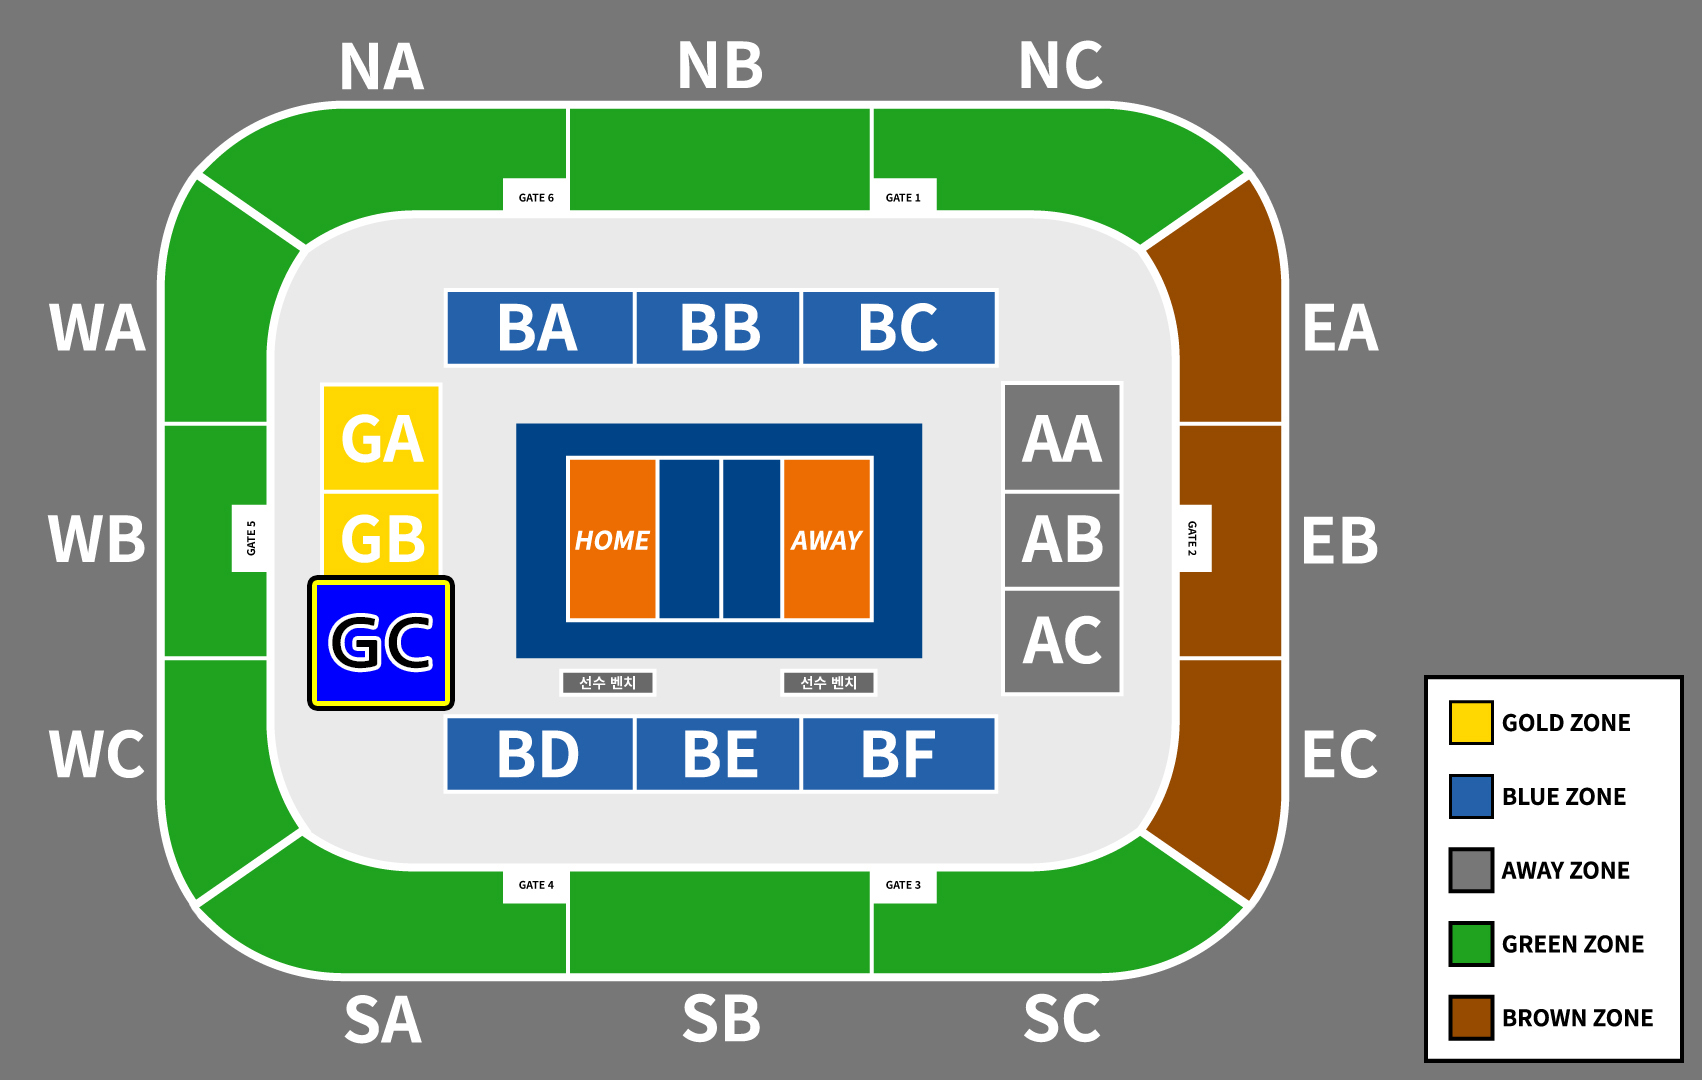 NA
NB
NC
GATE 6
GATE 1
WA
BA
BB
BC
EA
GA
AA
WB
GATE 5
GB
HOME
AWAY
AB
GATE 2
EB
GC
AC
선수 벤치
선수 벤치
WC
BD
BE
BF
EC
GATE 4
GATE 3
SA
SB
SC
GOLD ZONE
BLUE ZONE
AWAY ZONE
GREEN ZONE
BROWN ZONE